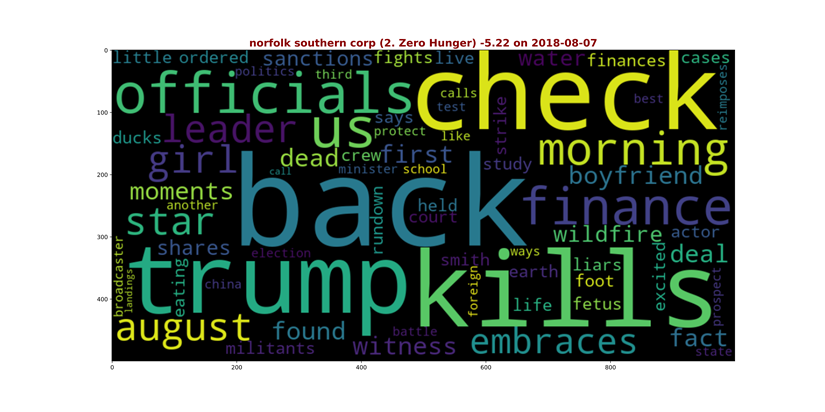 norfolk southern corp (2. Zero Hunger) -5.22 on 2018-08-07
0
100
200
300
400
0
200
400
600
800
little ordered sanctions fights live water finances cases
politics third
officials check
calls best
test
reimposes
strike
leader us says
protect like
ducks
morning
girl dead crew first study
call minister school
boyfriend
moments back
another
held
court
finance
star
rundown
wildfire actor
shares election smith ways
earth
liars deal
excited
prospect
broadcaster
landings
eating
trump kills
china
foreign
foot
life fetus
august found battle
militants witness embraces fact
state